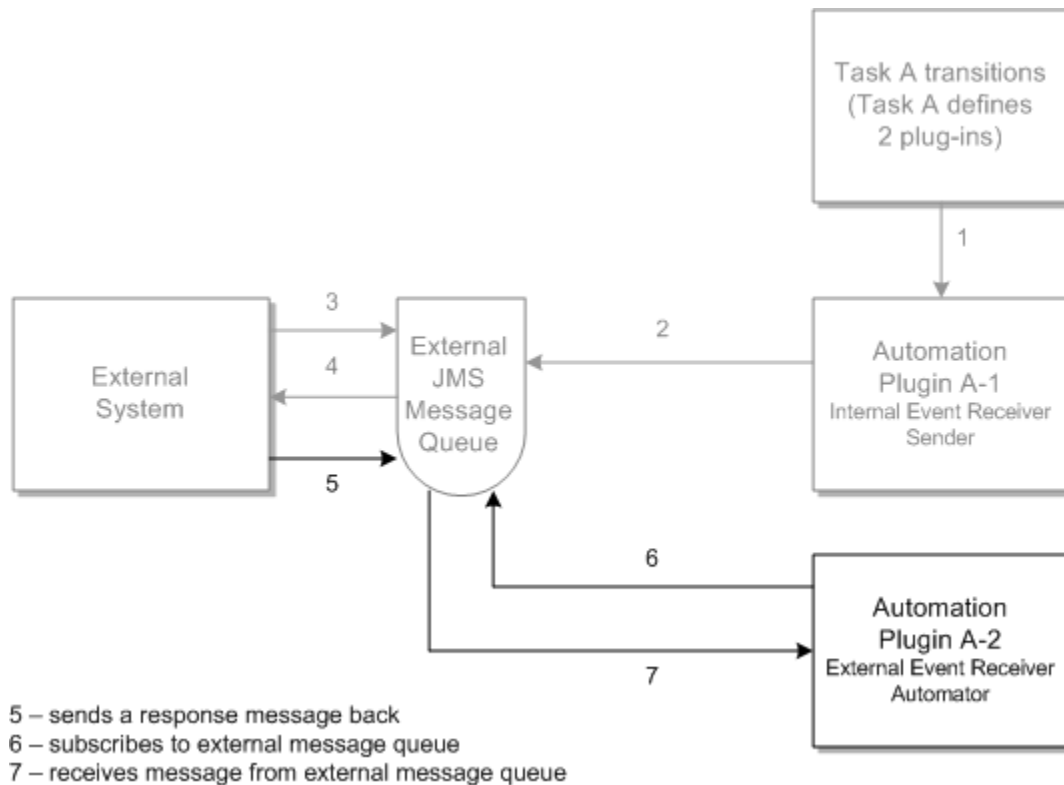 Task A transitions
(Task A defines
2 plug-ins)
1
External
System
3
4
5
External
JMS
Message
Queue
2
Automation
Plugin A-1
Internal Event Receiver
Sender
6
7
Automation
Plugin A-2
External Event Receiver
Automator
5 – sends a response message back
6 – subscribes to external message queue
7 – receives message from external message queue